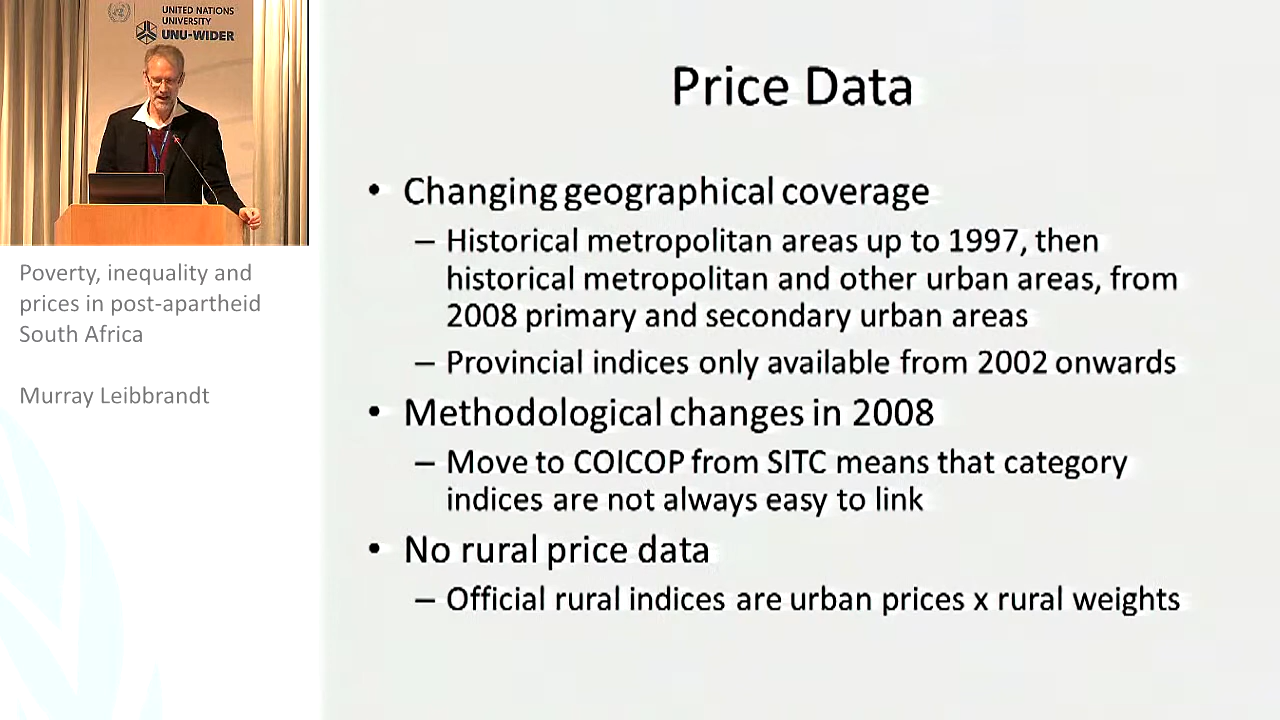 UNITED NATIONS
UNIVERSITY
UNU-WIDER
Poverty, inequality and
prices in post-apartheid
South Africa
Murray Leibbrandt
Price Data
• Changing geographical coverage
– Historical metropolitan areas up to 1997, then
historical metropolitan and other urban areas, from
2008 primary and secondary urban areas
– Provincial indices only available from 2002 onwards
• Methodological changes in 2008
– Move to COICOP from SITC means that category
indices are not always easy to link
• No rural price data
– Official rural indices are urban prices x rural weights